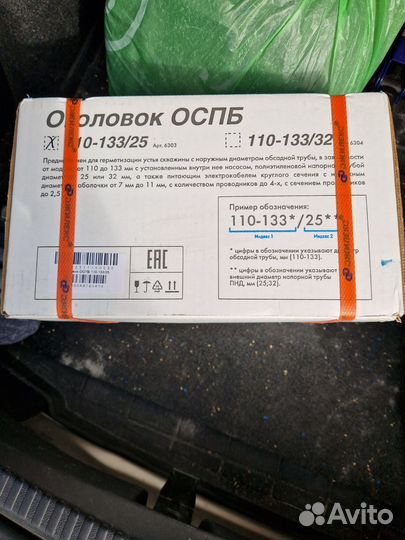 Оголовок ОСПБ
X 110-133/25 Арт. 6303
110-133/32 6304
Предназначен для герметизации устья скважины с наружным диаметром обсадной трубы, в зависимости
от модели от 110 до 133 мм с установленным внутри нее насосом, полиэтиленовой напорной трубой
диаметром 25 или 32 мм, а также питающим электрокабелем круглого сечения с наружным
диаметром оболочки от 7 мм до 11 мм, с количеством проводников до 4-х, с сечением проводников
до 2,5
Пример обозначения:
110-133*/25**
Индекс 1 Индекс 2
* цифры в обозначении указывают диаметр
обсадной трубы, мм (110-133).
** цифры в обозначении указывают
внешний диаметр напорной трубы
ПНД, мм (25;32).
EAC
ДЖИЛЕКС
ДЖИЛЕКС
Avito